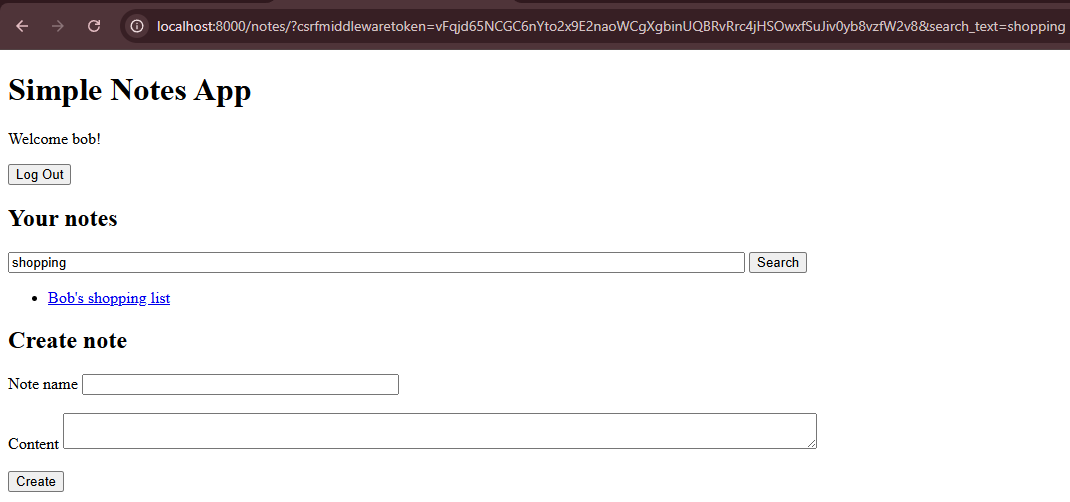 localhost:8000/notes/?csrfmiddlewaretoken=vFqjd65NCGC6nYto2x9E2naoWCgXgbinUQBRvRrc4jHSOwxfSuJiv0yb8vzfW2v8&search_text=shopping
Simple Notes App
Welcome bob!
Log Out
Your notes
shopping Search
Bob's shopping list
Create note
Note name
Content
Create